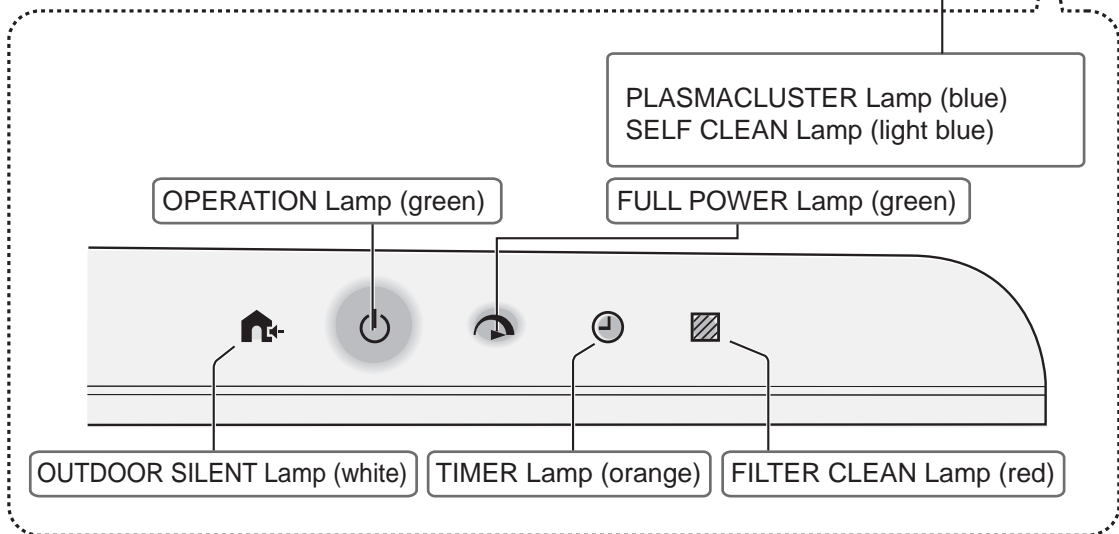 PLASMACLUSTER Lamp (blue)
SELF CLEAN Lamp (light blue)
OPERATION Lamp (green)
FULL POWER Lamp (green)
OUTDOOR SILENT Lamp (white)
TIMER Lamp (orange)
FILTER CLEAN Lamp (red)